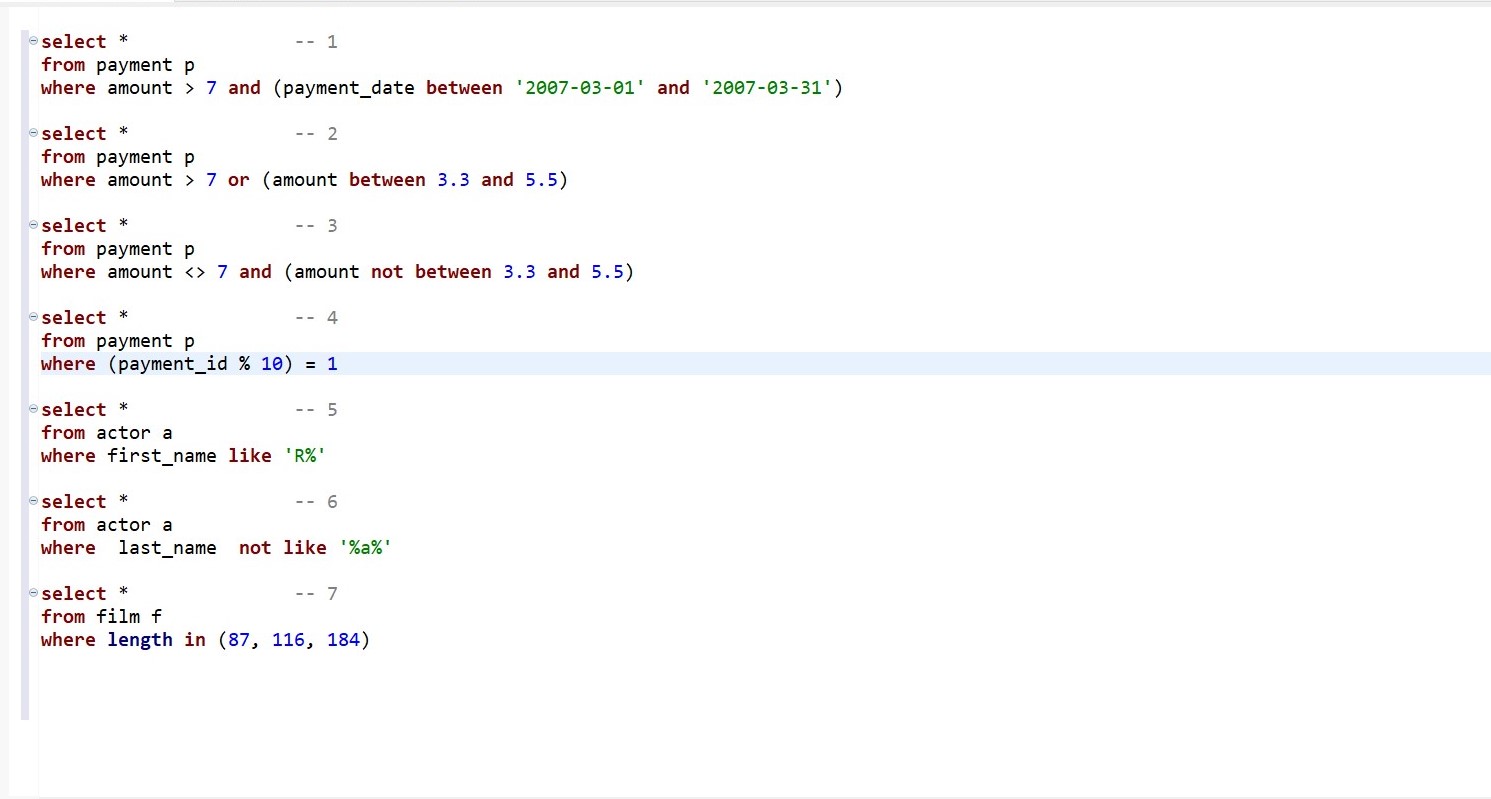 select * -- 1
from payment p
where amount > 7 and (payment_date between '2007-03-01' and '2007-03-31')
select * -- 2
from payment p
where amount > 7 or (amount between 3.3 and 5.5)
select * -- 3
from payment p
where amount <> 7 and (amount not between 3.3 and 5.5)
select * -- 4
from payment p
where (payment_id % 10) = 1
select * -- 5
from actor a
where first_name like 'R%'
select * -- 6
from actor a
where  last_name  not like '%a%'
select * -- 7
from film f
where length in (87, 116, 184)